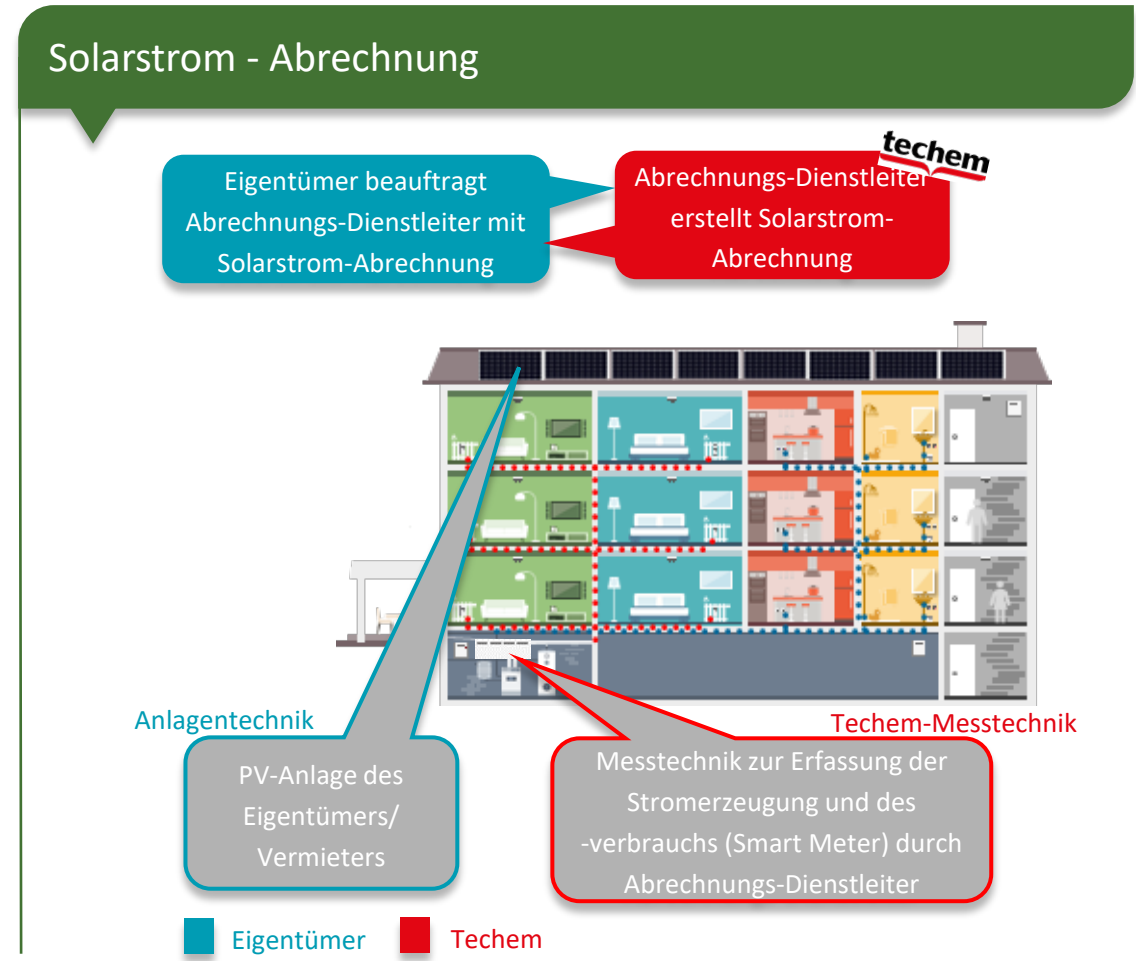 Solarstrom - Abrechnung
techem
Eigentümer beauftragt
Abrechnungs-Dienstleiter mit
Solarstrom-Abrechnung
Abrechnungs-Dienstleiter
erstellt Solarstrom-
Abrechnung
Anlagentechnik
Techem-Messtechnik
PV-Anlage des
Eigentümers/
Vermieters
Messtechnik zur Erfassung der
Stromerzeugung und des
-verbrauchs (Smart Meter) durch
Abrechnungs-Dienstleiter
Eigentümer
Techem